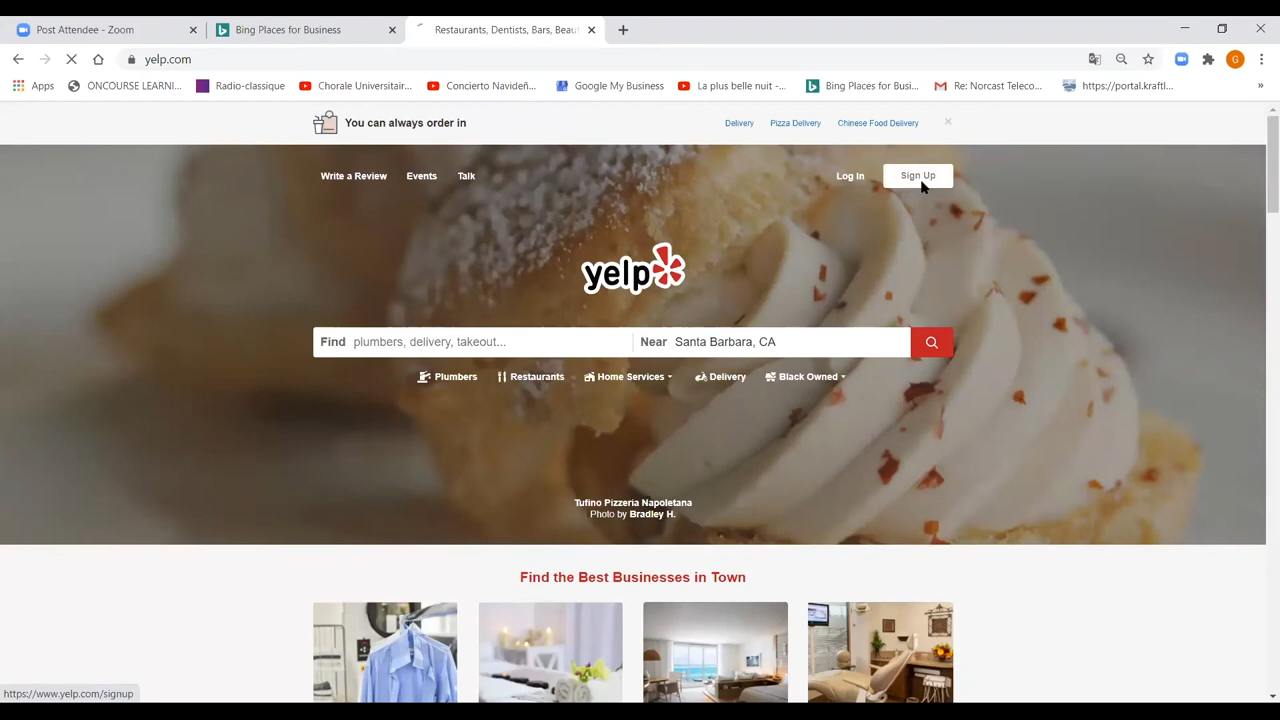 Post Attendee - Zoom
Bing Places for Business
Restaurants, Dentists, Bars, Beau
yelp.com
G
Apps
ONCOURSE LEARNI...
Radio-classique
Chorale Universitair...
Concierto Navideñ...
Google My Business
La plus belle nuit -...
Bing Places for Busi...
Re: Norcast Teleco...
https://portal.kraftl...
»
You can always order in
Delivery
Pizza Delivery
Chinese Food Delivery
Write a Review
Events
Talk
Log In
Sign Up
yelp
Find plumbers, delivery, takeout...
Near Santa Barbara, CA
Plumbers
Restaurants
Home Services
Delivery
Black Owned
Tufino Pizzeria Napoletana
Photo by Bradley H.
Find the Best Businesses in Town
https://www.yelp.com/signup